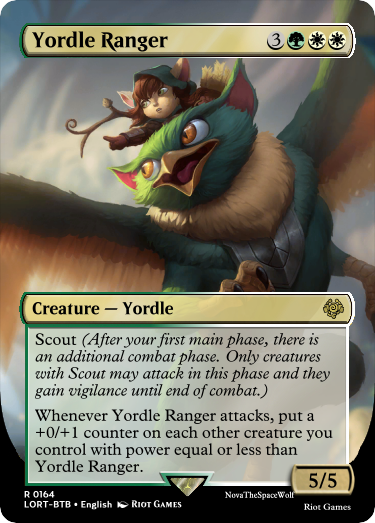 Yordle Ranger 3
Creature — Yordle
Scout (After your first main phase, there is
an additional combat phase. Only creatures
with Scout may attack in this phase and they
gain vigilance until end of combat.)
Whenever Yordle Ranger attacks, put a
+0/+1 counter on each other creature you
control with power equal or less than
Yordle Ranger.
5/5
R 0164
LORT-BTB • English RIOT GAMES
NovaTheSpaceWolf
Riot Games